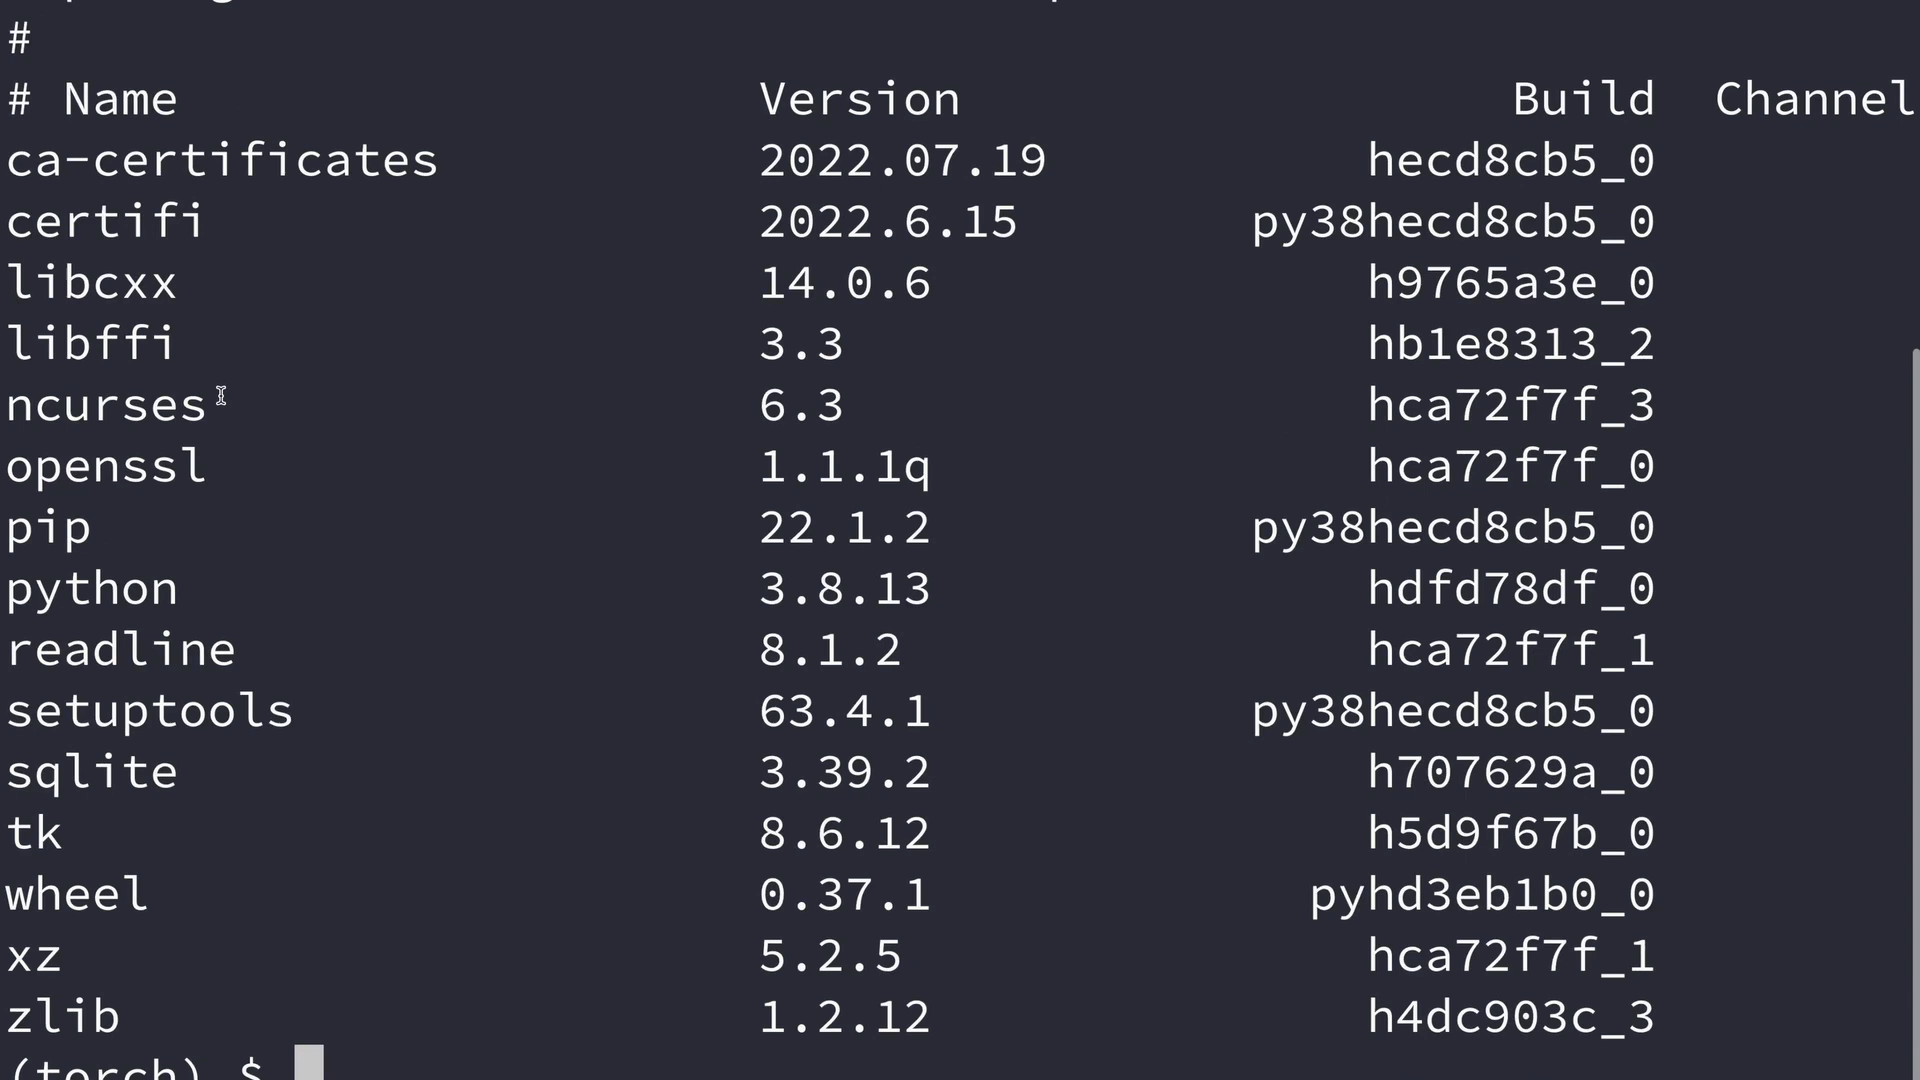 #
# Name Version Build Channel
ca-certificates 2022.07.19 hecd8cb5_0
certifi 2022.6.15 py38hecd8cb5_0
libcxx 14.0.6 h9765a3e_0
libffi 3.3 hb1e8313_2
ncurses 6.3 hca72f7f_3
openssl 1.1.1q hca72f7f_0
pip 22.1.2 py38hecd8cb5_0
python 3.8.13 hdfd78df_0
readline 8.1.2 hca72f7f_1
setuptools 63.4.1 py38hecd8cb5_0
sqlite 3.39.2 h707629a_0
tk 8.6.12 h5d9f67b_0
wheel 0.37.1 pyhd3eb1b0_0
xz 5.2.5 hca72f7f_1
zlib 1.2.12 h4dc903c_3
(torch) $